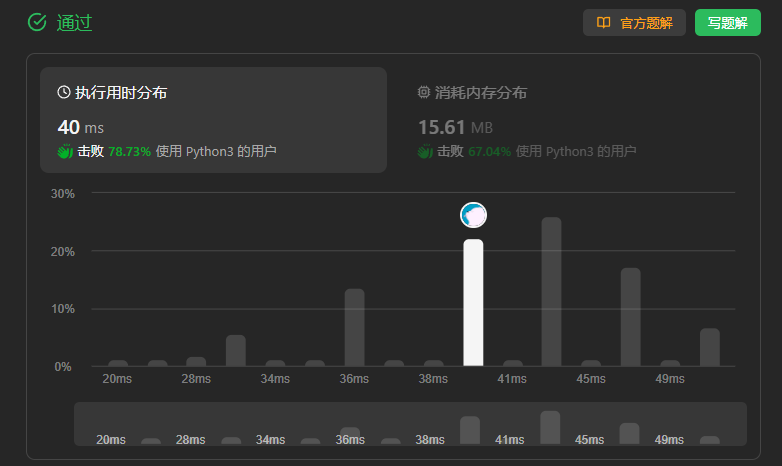 通过
官方题解
写题解
执行用时分布
消耗内存分布
40 ms
15.61 MB
击败 78.73% 使用 Python3 的用户
击败 67.04% 使用 Python3 的用户
30%
20%
10%
0%
20ms 28ms 34ms 36ms 38ms 41ms 45ms 49ms
20ms 28ms 34ms 36ms 38ms 41ms 45ms 49ms